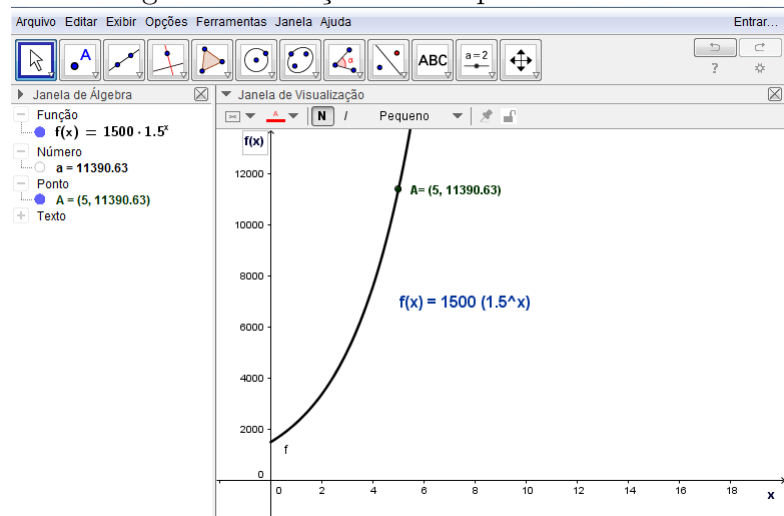 Arquivo Editar Exibir Opções Ferramentas Janela Ajuda Entrar...
A α ABC a=2 ?
Janela de Álgebra
Janela de Visualização
Função
f(x) = 1500 · 1.5ˣ
Número
a = 11390.63
Ponto
A = (5, 11390.63)
Texto
A N I Pequeno
f(x)
12000
A= (5, 11390.63)
10000
8000
f(x) = 1500 (1.5^x)
6000
4000
2000
f
0
0 2 4 6 8 10 12 14 16 18 x